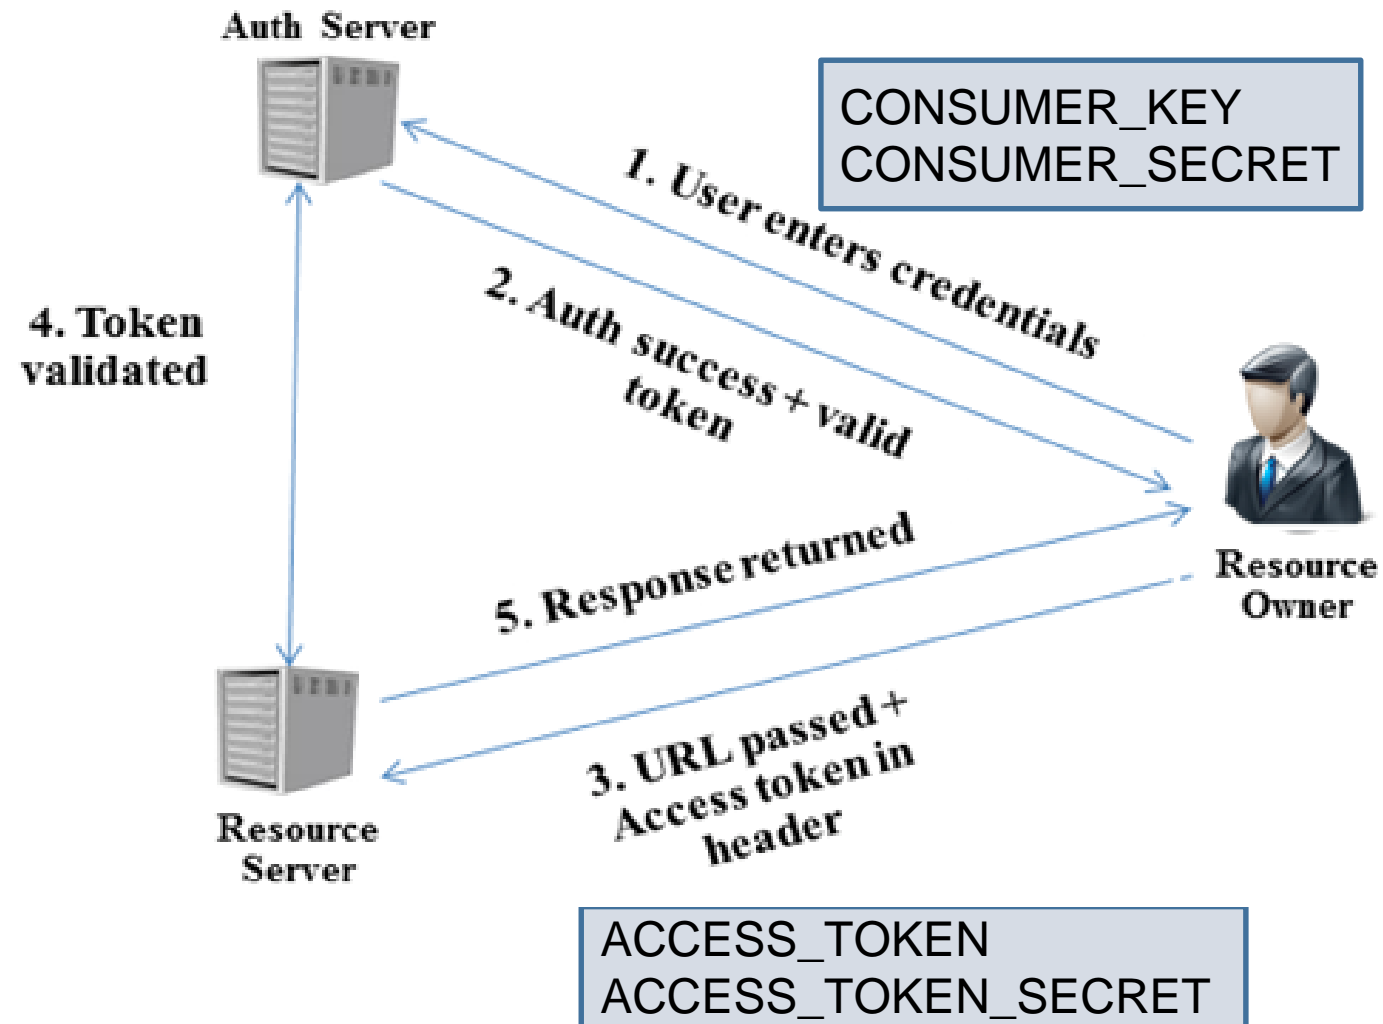 Auth Server
CONSUMER_KEY
CONSUMER_SECRET
1. User enters credentials
2. Auth success + valid
token
4. Token
validated
5. Response returned
Resource
Owner
3. URL passed +
Access token in
header
Resource
Server
ACCESS_TOKEN
ACCESS_TOKEN_SECRET